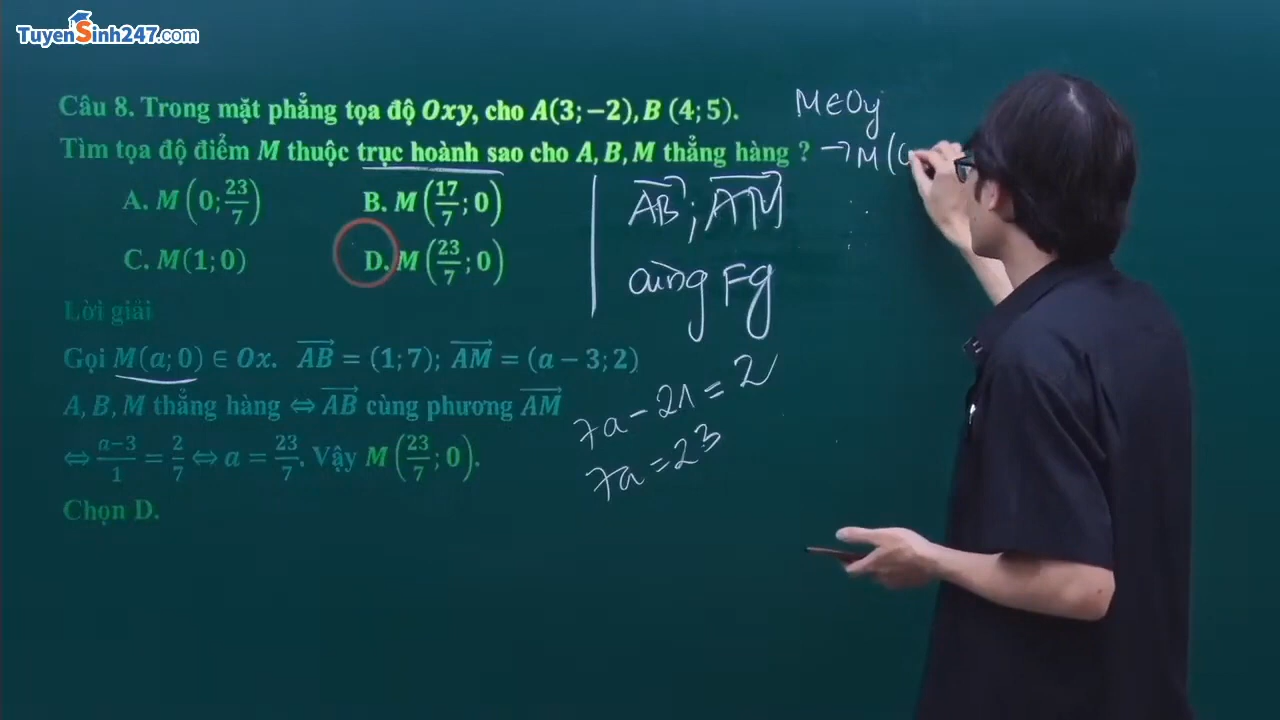 TuyenSinh247.com
Câu 8. Trong mặt phẳng tọa độ Oxy, cho A(3;−2), B (4;5).
Tìm tọa độ điểm M thuộc trục hoành sao cho A, B, M thẳng hàng ?
A. M (0; 23/7) B. M (17/7; 0)
C. M(1; 0) D. M (23/7; 0)
Lời giải
Gọi M(a; 0) ∈ Ox. AB→ = (1; 7); AM→ = (a − 3; 2)
A, B, M thẳng hàng ⇔ AB→ cùng phương AM→
⇔ (a−3)/1 = 2/7 ⇔ a = 23/7. Vậy M (23/7; 0).
Chọn D.
AB→; AM→
cùng Fg
7a − 21 = 2
7a = 23
M∈Oy
→ M (